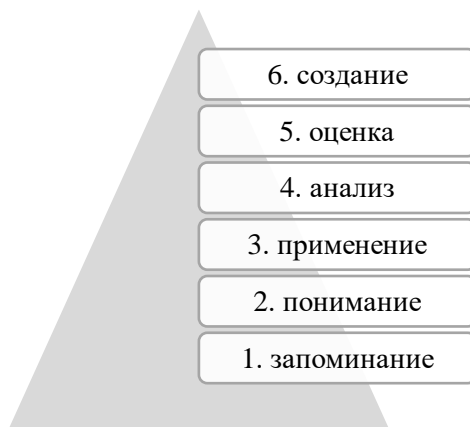 6. создание
5. оценка
4. анализ
3. применение
2. понимание
1. запоминание